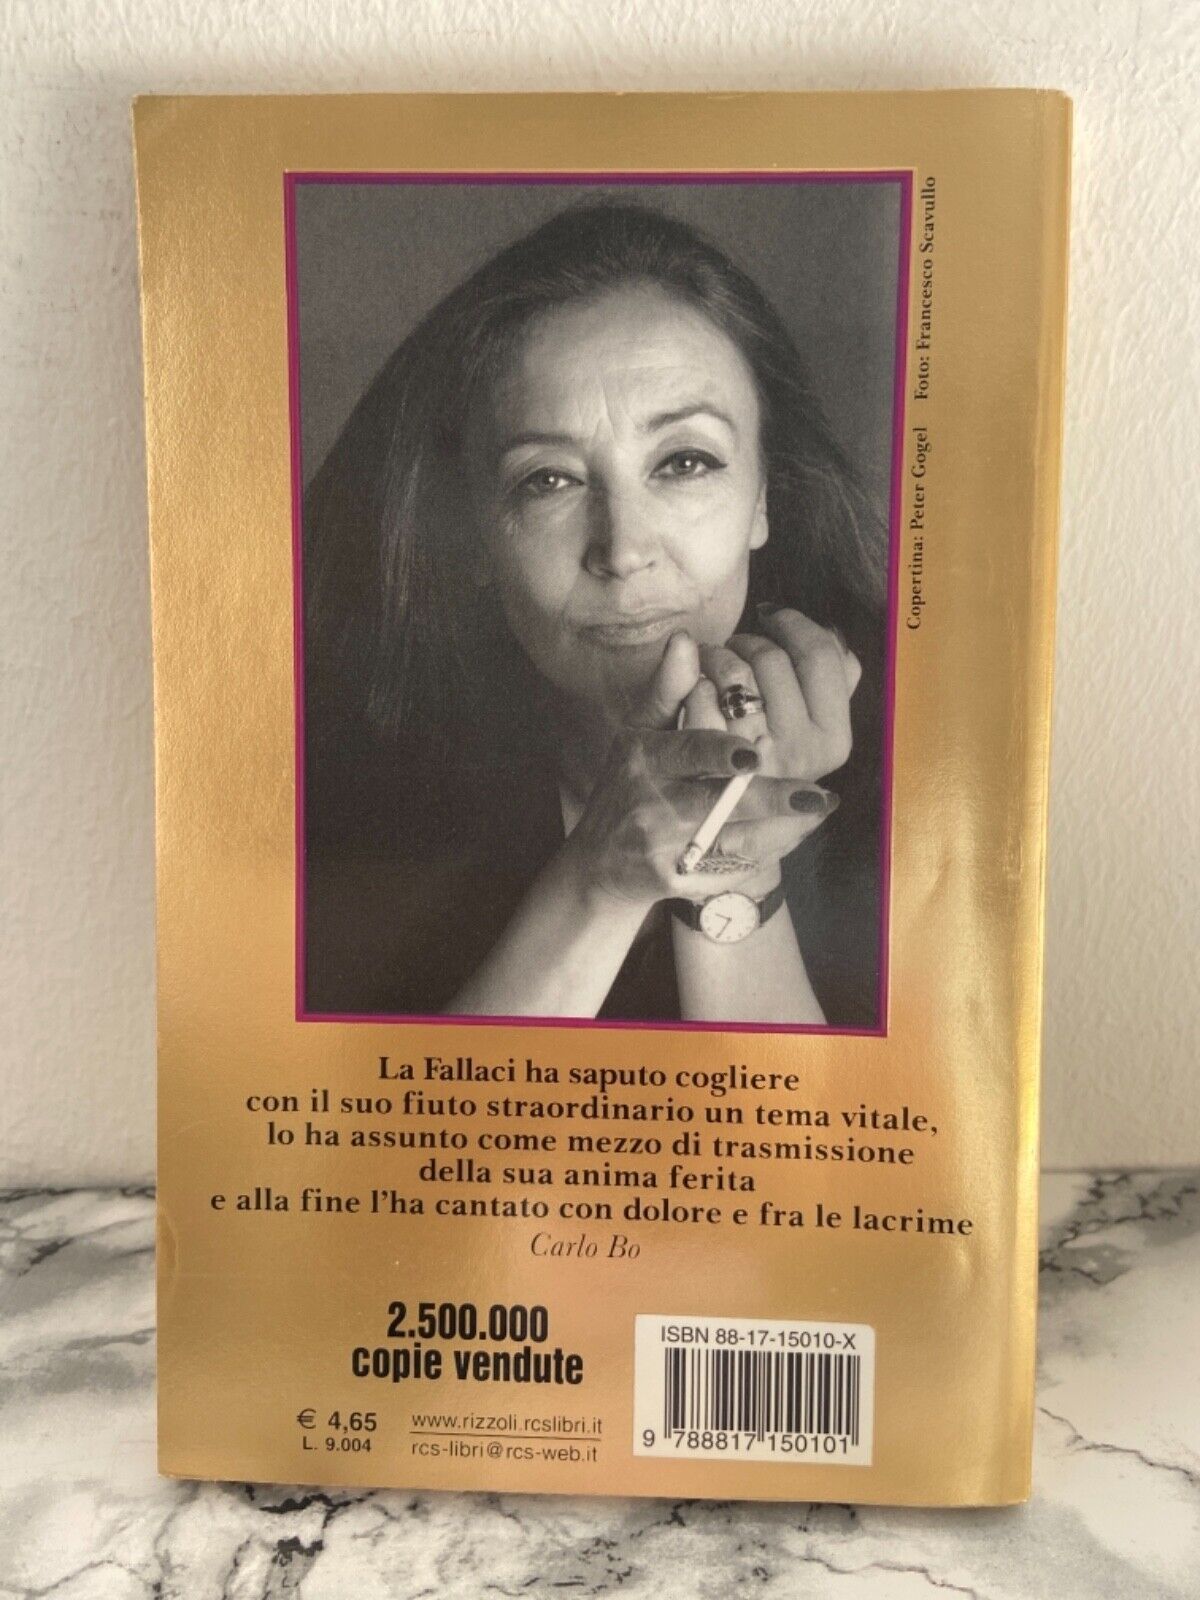 Copertina: Peter Gogel Foto: Francesco Scavullo
La Fallaci ha saputo cogliere
con il suo fiuto straordinario un tema vitale,
lo ha assunto come mezzo di trasmissione
della sua anima ferita
e alla fine l'ha cantato con dolore e fra le lacrime
Carlo Bo
2.500.000
copie vendute
€ 4,65
L. 9.004
www.rizzoli.rcslibri.it
rcs-libri@rcs-web.it
ISBN 88-17-15010-X
9 788817 150101